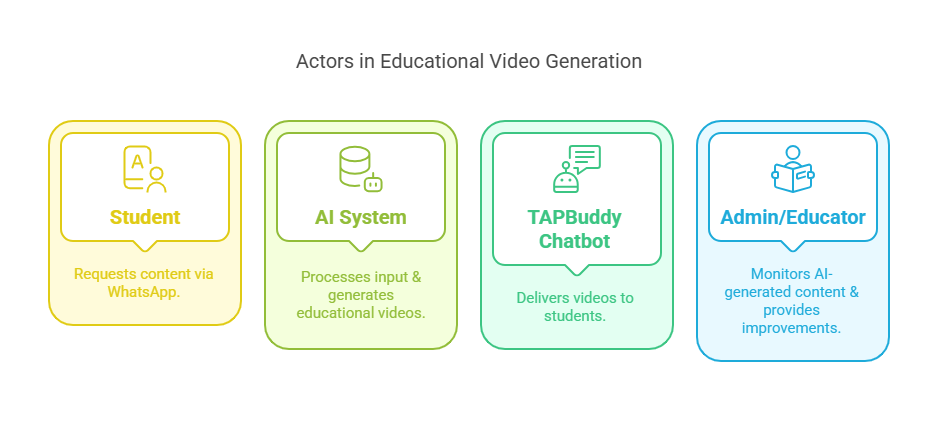 Actors in Educational Video Generation
A
Student
Requests content via
WhatsApp.
AI System
Processes input &
generates
educational videos.
TAPBuddy
Chatbot
Delivers videos to
students.
Admin/Educator
Monitors AI-
generated content &
provides
improvements.